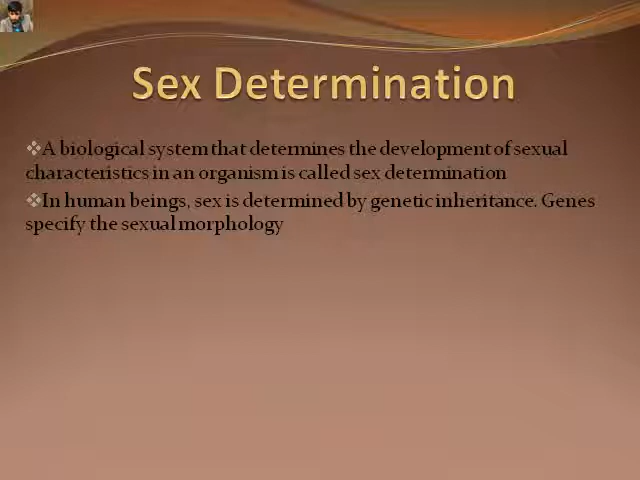 Sex Determination
❖A biological system that determines the development of sexual
characteristics in an organism is called sex determination
❖In human beings, sex is determined by genetic inheritance. Genes
specify the sexual morphology